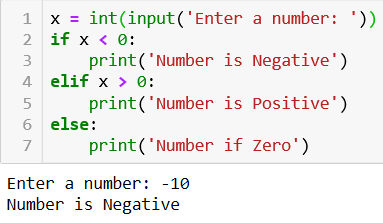 1 x = int(input('Enter a number: '))
2 if x < 0:
3     print('Number is Negative')
4 elif x > 0:
5     print('Number is Positive')
6 else:
7     print('Number if Zero')
Enter a number: -10
Number is Negative